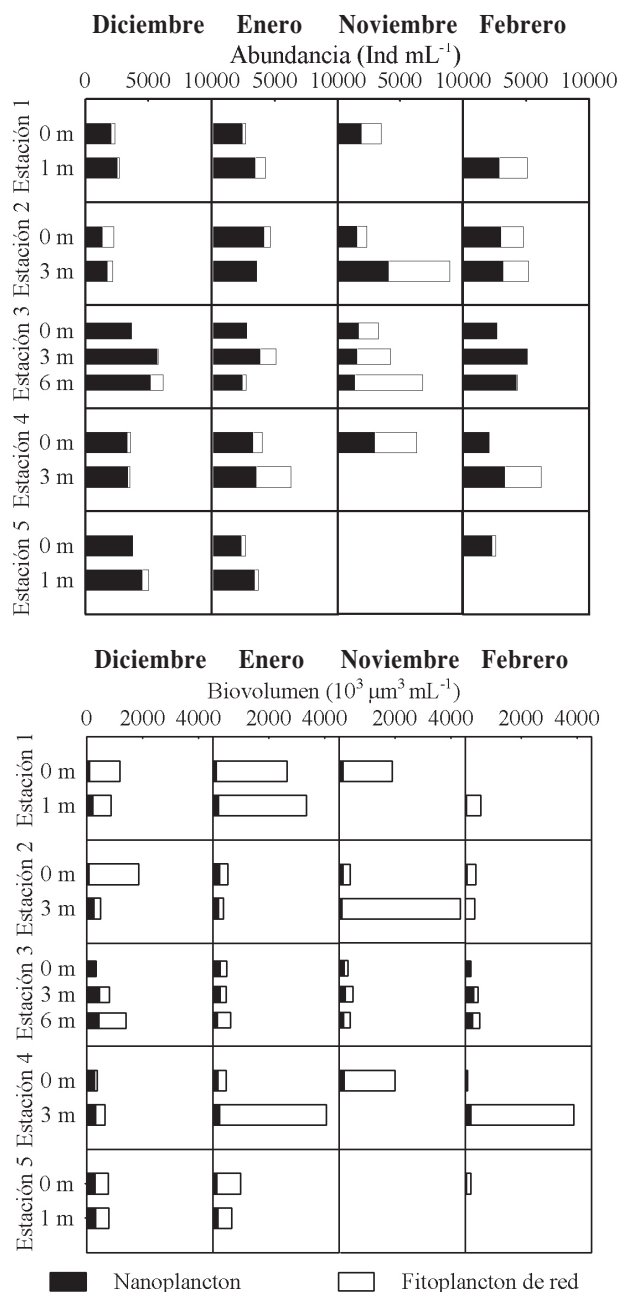 Diciembre Enero Noviembre Febrero
Abundancia (Ind mL-1)
0 5000 10000 5000 10000 5000 10000 5000 10000
Estación 1
0 m
1 m
Estación 2
0 m
3 m
Estación 3
0 m
3 m
6 m
Estación 4
0 m
3 m
Estación 5
0 m
1 m
Diciembre Enero Noviembre Febrero
Biovolumen (10³ µm³ mL-1)
0 2000 4000 2000 4000 2000 4000 2000 4000
Estación 1
0 m
1 m
Estación 2
0 m
3 m
Estación 3
0 m
3 m
6 m
Estación 4
0 m
3 m
Estación 5
0 m
1 m
Nanoplancton Fitoplancton de red